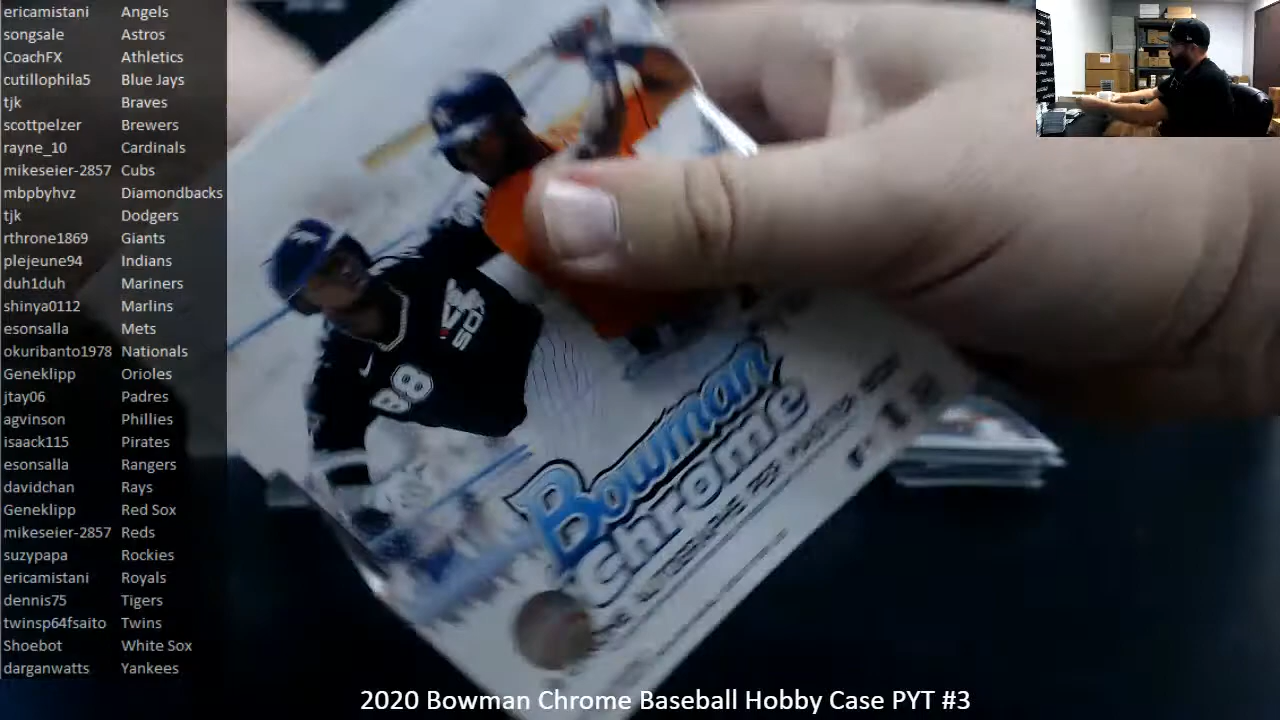 ericamistani Angels
songsale Astros
CoachFX Athletics
cutillophila5 Blue Jays
tjk Braves
scottpelzer Brewers
rayne_10 Cardinals
mikeseier-2857 Cubs
mbpbyhvz Diamondbacks
tjk Dodgers
rthrone1869 Giants
plejeune94 Indians
duh1duh Mariners
shinya0112 Marlins
esonsalla Mets
okuribanto1978 Nationals
Geneklipp Orioles
jtay06 Padres
agvinson Phillies
isaack115 Pirates
esonsalla Rangers
davidchan Rays
Geneklipp Red Sox
mikeseier-2857 Reds
suzypapa Rockies
ericamistani Royals
dennis75 Tigers
twinsp64fsaito Twins
Shoebot White Sox
darganwatts Yankees
SOX
88
Bowman
Chrome
AUTOGRAPHS PER MASTER BOX
2020 Bowman Chrome Baseball Hobby Case PYT #3